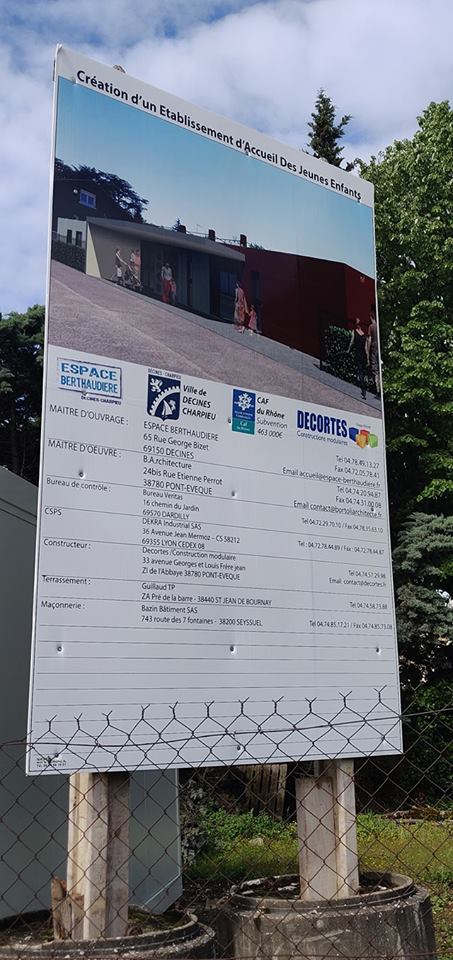 Création d'un Etablissement d'Accueil Des Jeunes Enfants
ESPACE
BERTHAUDIERE
DECINES CHARPIEU
DECINES-CHARPIEU
Ville de
DECINES
CHARPIEU
Caf
du Rhône
CAF
du Rhône
Subvention
463 000€
DECORTES
Constructions modulaires
MAITRE D'OUVRAGE :
ESPACE BERTHAUDIERE
65 Rue George Bizet
69150 DECINES
Tel 04.78.49.13.27
Fax 04.72.05.78.41
Email accueil@espace-berthaudiere.fr
MAITRE D'OEUVRE :
B.A.rchitecture
24bis Rue Etienne Perrot
38780 PONT-EVEQUE
Tel 04.74.20.94.87
Fax 04.74.31.00.08
Email contact@bortoliarchitecte.fr
Bureau de contrôle :
Bureau Veritas
16 chemin du Jardin
69570 DARDILLY
Tel 04.72.29.70.10 / Fax 04.78.35.63.10
CSPS
DEKRA Industrial SAS
36 Avenue Jean Mermoz - CS 58212
69355 LYON CEDEX 08
Tel : 04.72.78.44.89 / Fax : 04.72.78.44.87
Constructeur :
Decortes /Construction modulaire
33 avenue Georges et Louis Frère jean
ZI de l'Abbaye 38780 PONT-EVEQUE
Tel 04.74.57.29.98
Email: contact@decortes.fr
Terrassement :
Guillaud TP
ZA Pré de la barre - 38440 ST JEAN DE BOURNAY
Tel 04.74.58.73.88
Maçonnerie :
Bazin Bâtiment SAS
743 route des 7 fontaines - 38200 SEYSSUEL
Tel 04.74.85.17.21 / Fax 04.74.85.73.08